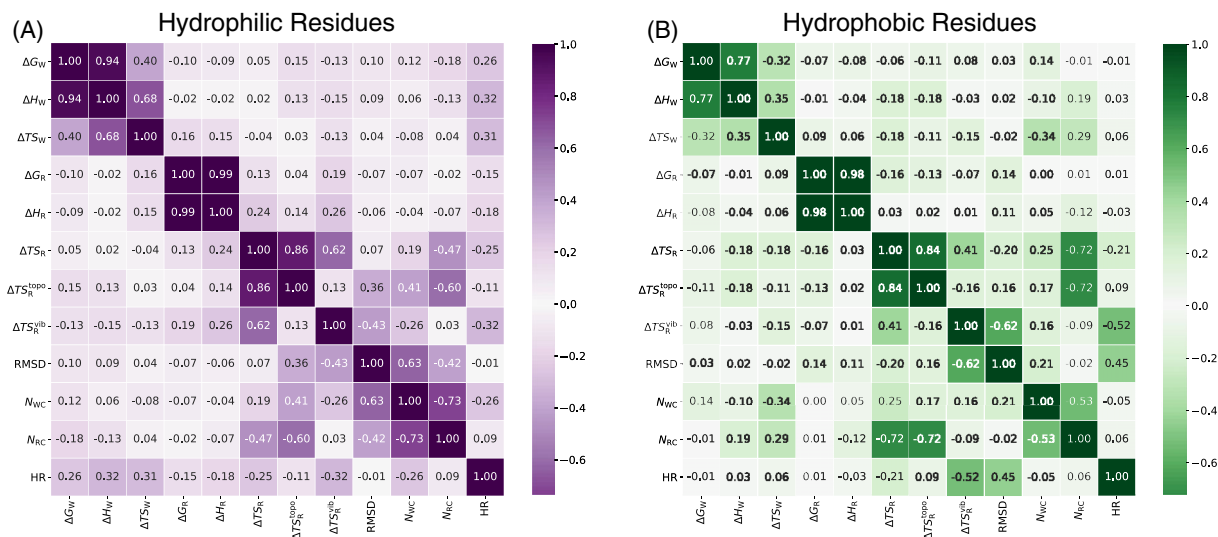 (A) Hydrophilic Residues
ΔG_W 1.00 0.94 0.40 -0.10 -0.09 0.05 0.15 -0.13 0.10 0.12 -0.18 0.26
ΔH_W 0.94 1.00 0.68 -0.02 -0.02 0.02 0.13 -0.15 0.09 0.06 -0.13 0.32
ΔTS_W 0.40 0.68 1.00 0.16 0.15 -0.04 0.03 -0.13 0.04 -0.08 0.04 0.31
ΔG_R -0.10 -0.02 0.16 1.00 0.99 0.13 0.04 0.19 -0.07 -0.07 -0.02 -0.15
ΔH_R -0.09 -0.02 0.15 0.99 1.00 0.24 0.14 0.26 -0.06 -0.04 -0.07 -0.18
ΔTS_R 0.05 0.02 -0.04 0.13 0.24 1.00 0.86 0.62 0.07 0.19 -0.47 -0.25
ΔTS_R^topo 0.15 0.13 0.03 0.04 0.14 0.86 1.00 0.13 0.36 0.41 -0.60 -0.11
ΔTS_R^vib -0.13 -0.15 -0.13 0.19 0.26 0.62 0.13 1.00 -0.43 -0.26 0.03 -0.32
RMSD 0.10 0.09 0.04 -0.07 -0.06 0.07 0.36 -0.43 1.00 0.63 -0.42 -0.01
N_WC 0.12 0.06 -0.08 -0.07 -0.04 0.19 0.41 -0.26 0.63 1.00 -0.73 -0.26
N_RC -0.18 -0.13 0.04 -0.02 -0.07 -0.47 -0.60 0.03 -0.42 -0.73 1.00 0.09
HR 0.26 0.32 0.31 -0.15 -0.18 -0.25 -0.11 -0.32 -0.01 -0.26 0.09 1.00
ΔG_W ΔH_W ΔTS_W ΔG_R ΔH_R ΔTS_R ΔTS_R^topo ΔTS_R^vib RMSD N_WC N_RC HR
1.0
0.8
0.6
0.4
0.2
0.0
−0.2
−0.4
−0.6
(B) Hydrophobic Residues
ΔG_W 1.00 0.77 -0.32 -0.07 -0.08 -0.06 -0.11 0.08 0.03 0.14 -0.01 -0.01
ΔH_W 0.77 1.00 0.35 -0.01 -0.04 -0.18 -0.18 -0.03 0.02 -0.10 0.19 0.03
ΔTS_W -0.32 0.35 1.00 0.09 0.06 -0.18 -0.11 -0.15 -0.02 -0.34 0.29 0.06
ΔG_R -0.07 -0.01 0.09 1.00 0.98 -0.16 -0.13 -0.07 0.14 0.00 0.01 0.01
ΔH_R -0.08 -0.04 0.06 0.98 1.00 0.03 0.02 0.01 0.11 0.05 -0.12 -0.03
ΔTS_R -0.06 -0.18 -0.18 -0.16 0.03 1.00 0.84 0.41 -0.20 0.25 -0.72 -0.21
ΔTS_R^topo -0.11 -0.18 -0.11 -0.13 0.02 0.84 1.00 -0.16 0.16 0.17 -0.72 0.09
ΔTS_R^vib 0.08 -0.03 -0.15 -0.07 0.01 0.41 -0.16 1.00 -0.62 0.16 -0.09 -0.52
RMSD 0.03 0.02 -0.02 0.14 0.11 -0.20 0.16 -0.62 1.00 0.21 -0.02 0.45
N_WC 0.14 -0.10 -0.34 0.00 0.05 0.25 0.17 0.16 0.21 1.00 -0.53 -0.05
N_RC -0.01 0.19 0.29 0.01 -0.12 -0.72 -0.72 -0.09 -0.02 -0.53 1.00 0.06
HR -0.01 0.03 0.06 0.01 -0.03 -0.21 0.09 -0.52 0.45 -0.05 0.06 1.00
ΔG_W ΔH_W ΔTS_W ΔG_R ΔH_R ΔTS_R ΔTS_R^topo ΔTS_R^vib RMSD N_WC N_RC HR
1.0
0.8
0.6
0.4
0.2
0.0
−0.2
−0.4
−0.6